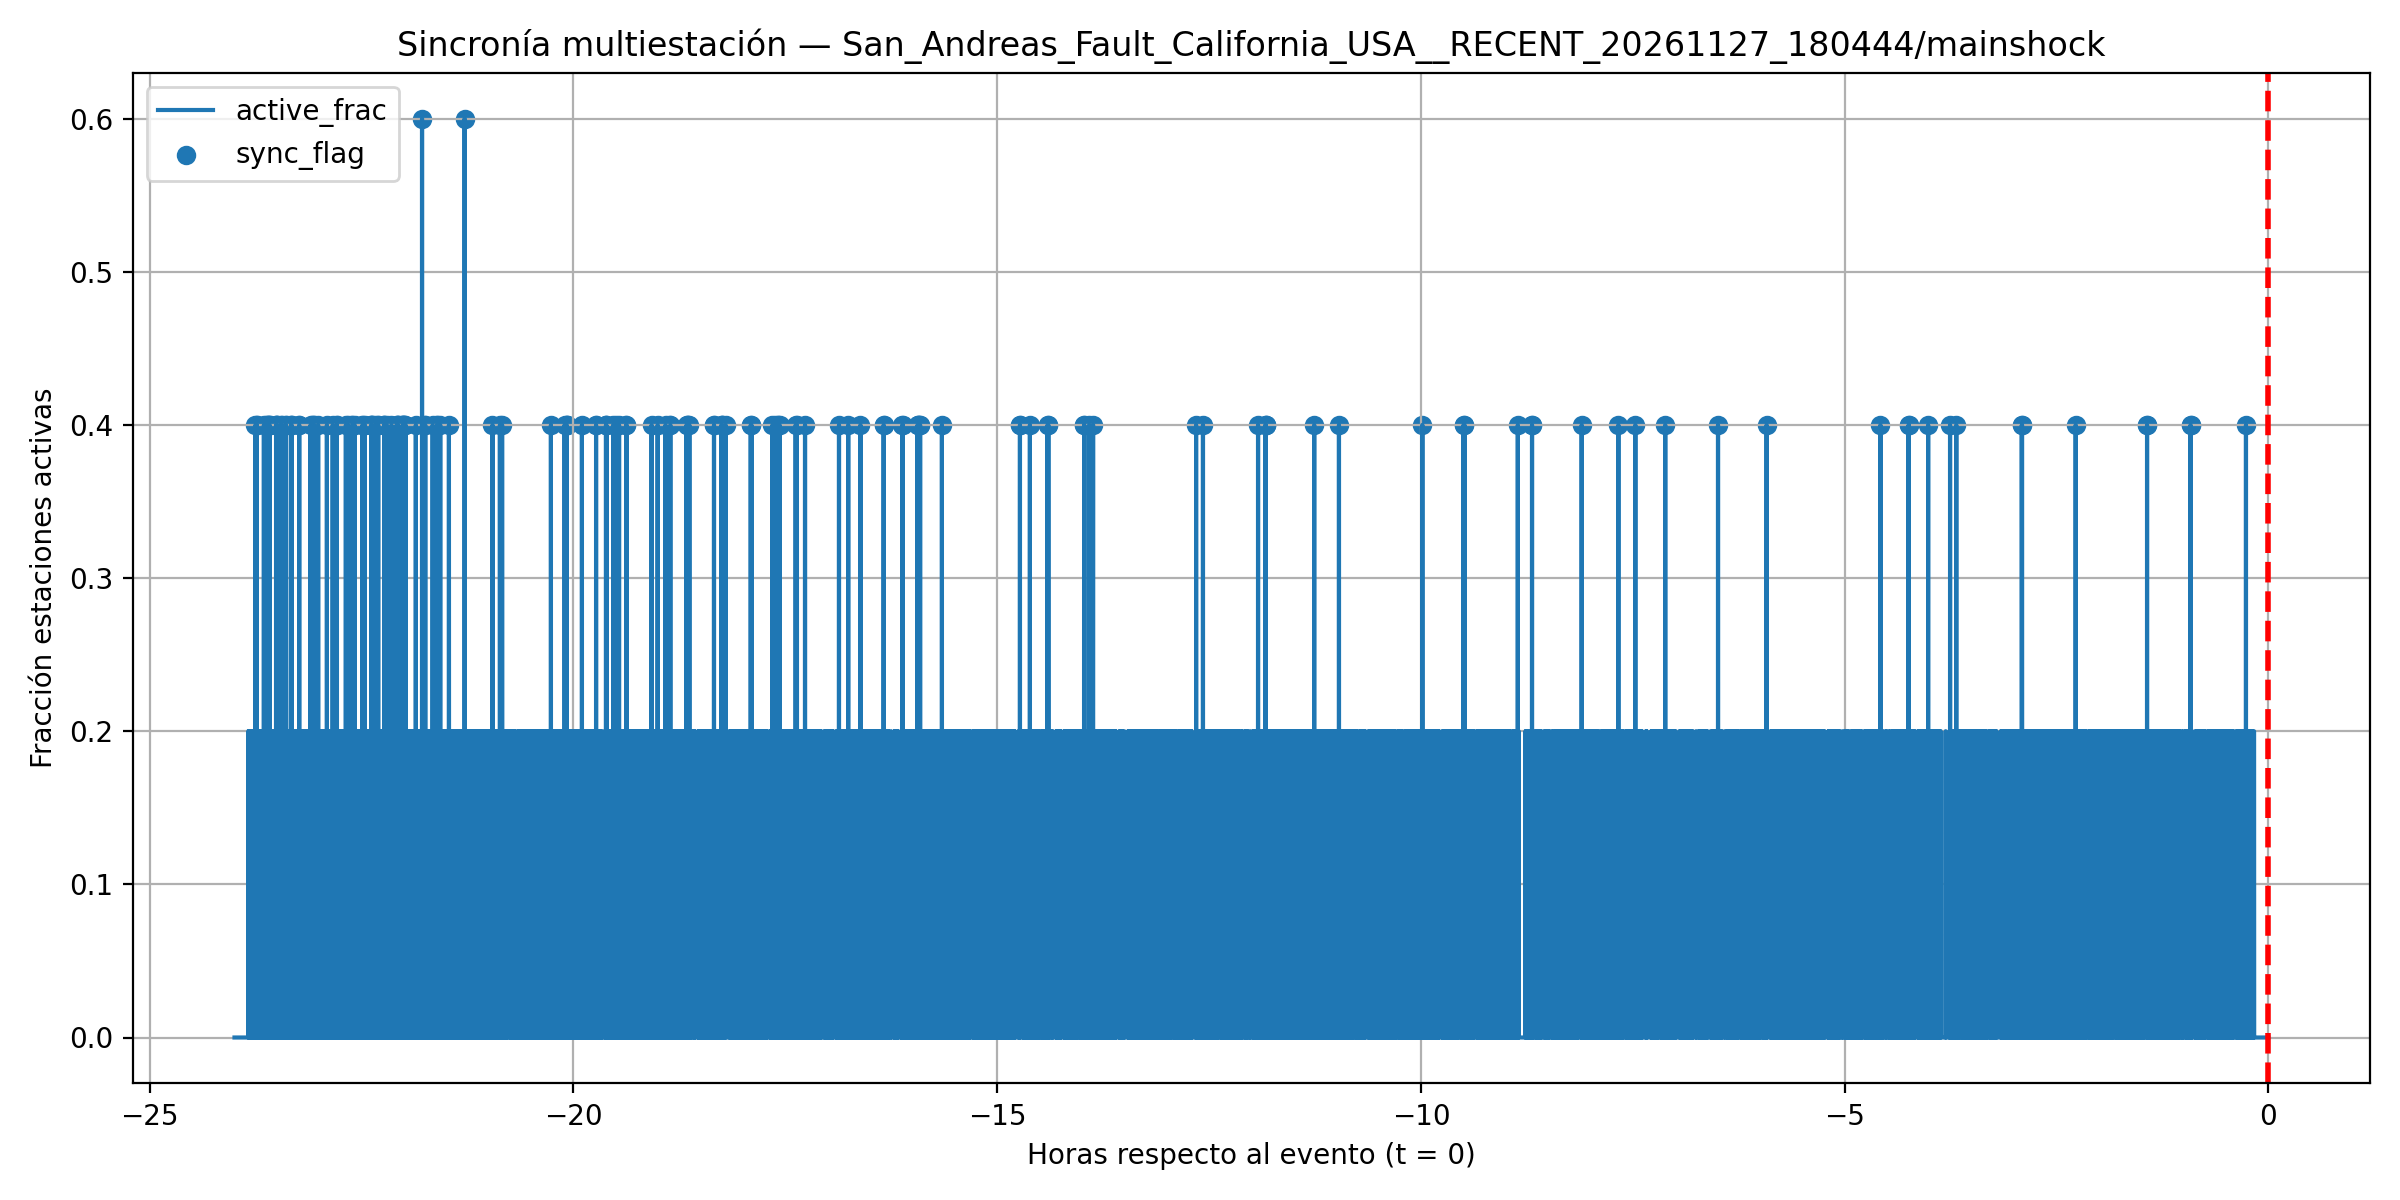 Sincronía multiestación — San_Andreas_Fault_California_USA__RECENT_20261127_180444/mainshock
active_frac
sync_flag
0.6
0.5
0.4
0.3
0.2
0.1
0.0
Fracción estaciones activas
−25
−20
−15
−10
−5
0
Horas respecto al evento (t = 0)